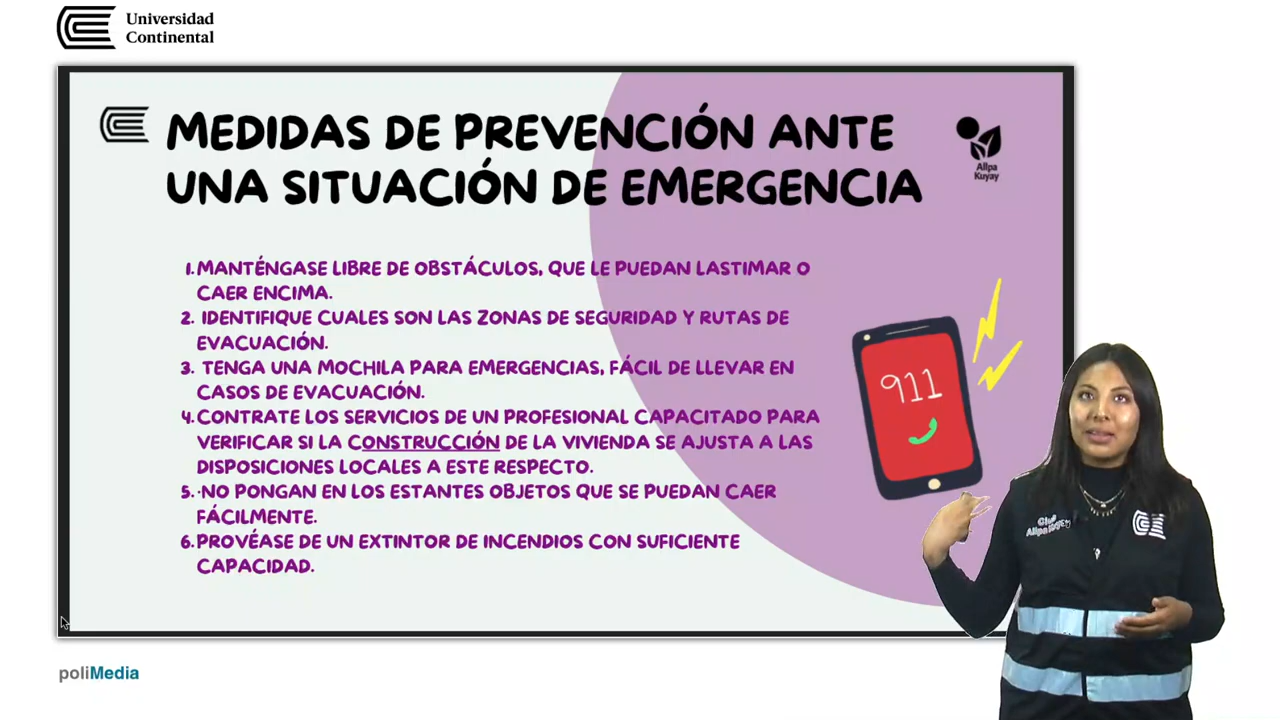 Universidad
Continental
MEDIDAS DE PREVENCIÓN ANTE
UNA SITUACIÓN DE EMERGENCIA
Allpa
Kuyay
1. MANTÉNGASE LIBRE DE OBSTÁCULOS, QUE LE PUEDAN LASTIMAR O
CAER ENCIMA.
2. IDENTIFIQUE CUALES SON LAS ZONAS DE SEGURIDAD Y RUTAS DE
EVACUACIÓN.
3. TENGA UNA MOCHILA PARA EMERGENCIAS, FÁCIL DE LLEVAR EN
CASOS DE EVACUACIÓN.
4. CONTRATE LOS SERVICIOS DE UN PROFESIONAL CAPACITADO PARA
VERIFICAR SI LA CONSTRUCCIÓN DE LA VIVIENDA SE AJUSTA A LAS
DISPOSICIONES LOCALES A ESTE RESPECTO.
5. ·NO PONGAN EN LOS ESTANTES OBJETOS QUE SE PUEDAN CAER
FÁCILMENTE.
6. PROVÉASE DE UN EXTINTOR DE INCENDIOS CON SUFICIENTE
CAPACIDAD.
911
poliMedia